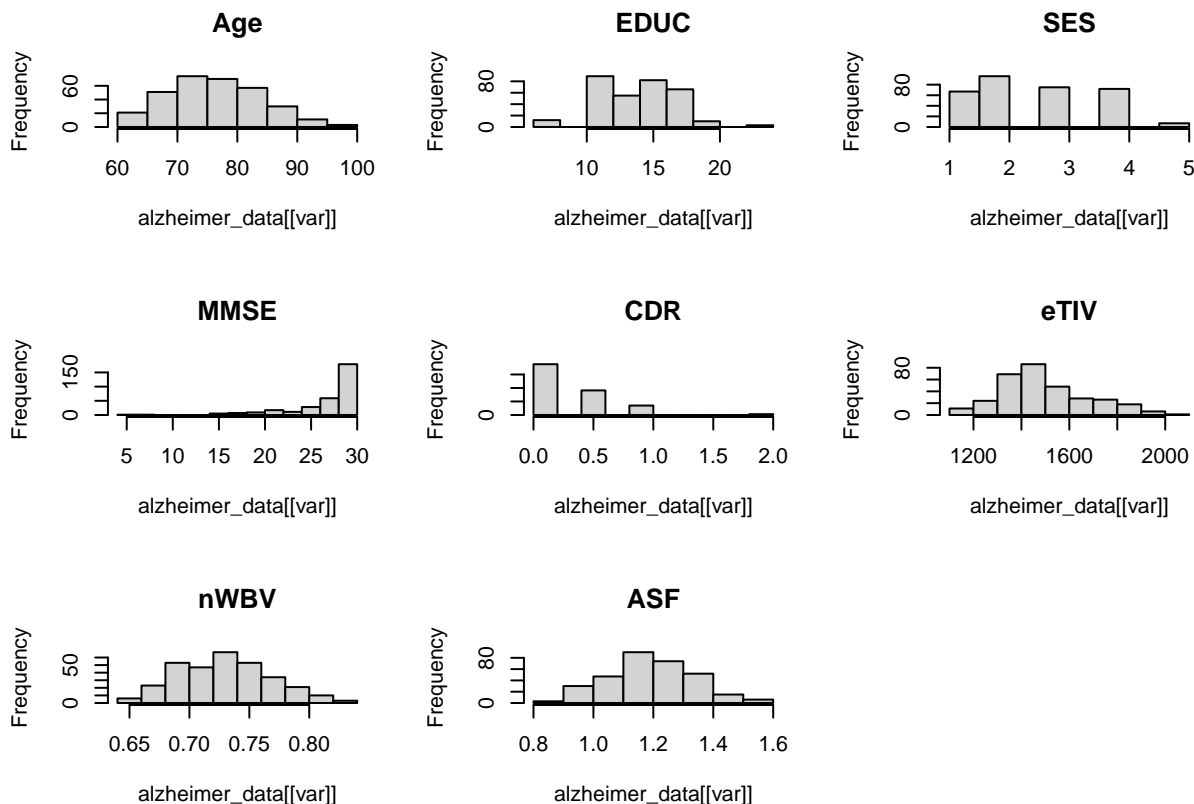 Age
Frequency
0 60
60 70 80 90 100
alzheimer_data[[var]]
EDUC
Frequency
0 80
10 15 20
alzheimer_data[[var]]
SES
Frequency
0 80
1 2 3 4 5
alzheimer_data[[var]]
MMSE
Frequency
0 150
5 10 15 20 25 30
alzheimer_data[[var]]
CDR
Frequency
0
0.0 0.5 1.0 1.5 2.0
alzheimer_data[[var]]
eTIV
Frequency
0 80
1200 1600 2000
alzheimer_data[[var]]
nWBV
Frequency
0 50
0.65 0.70 0.75 0.80
alzheimer_data[[var]]
ASF
Frequency
0 80
0.8 1.0 1.2 1.4 1.6
alzheimer_data[[var]]